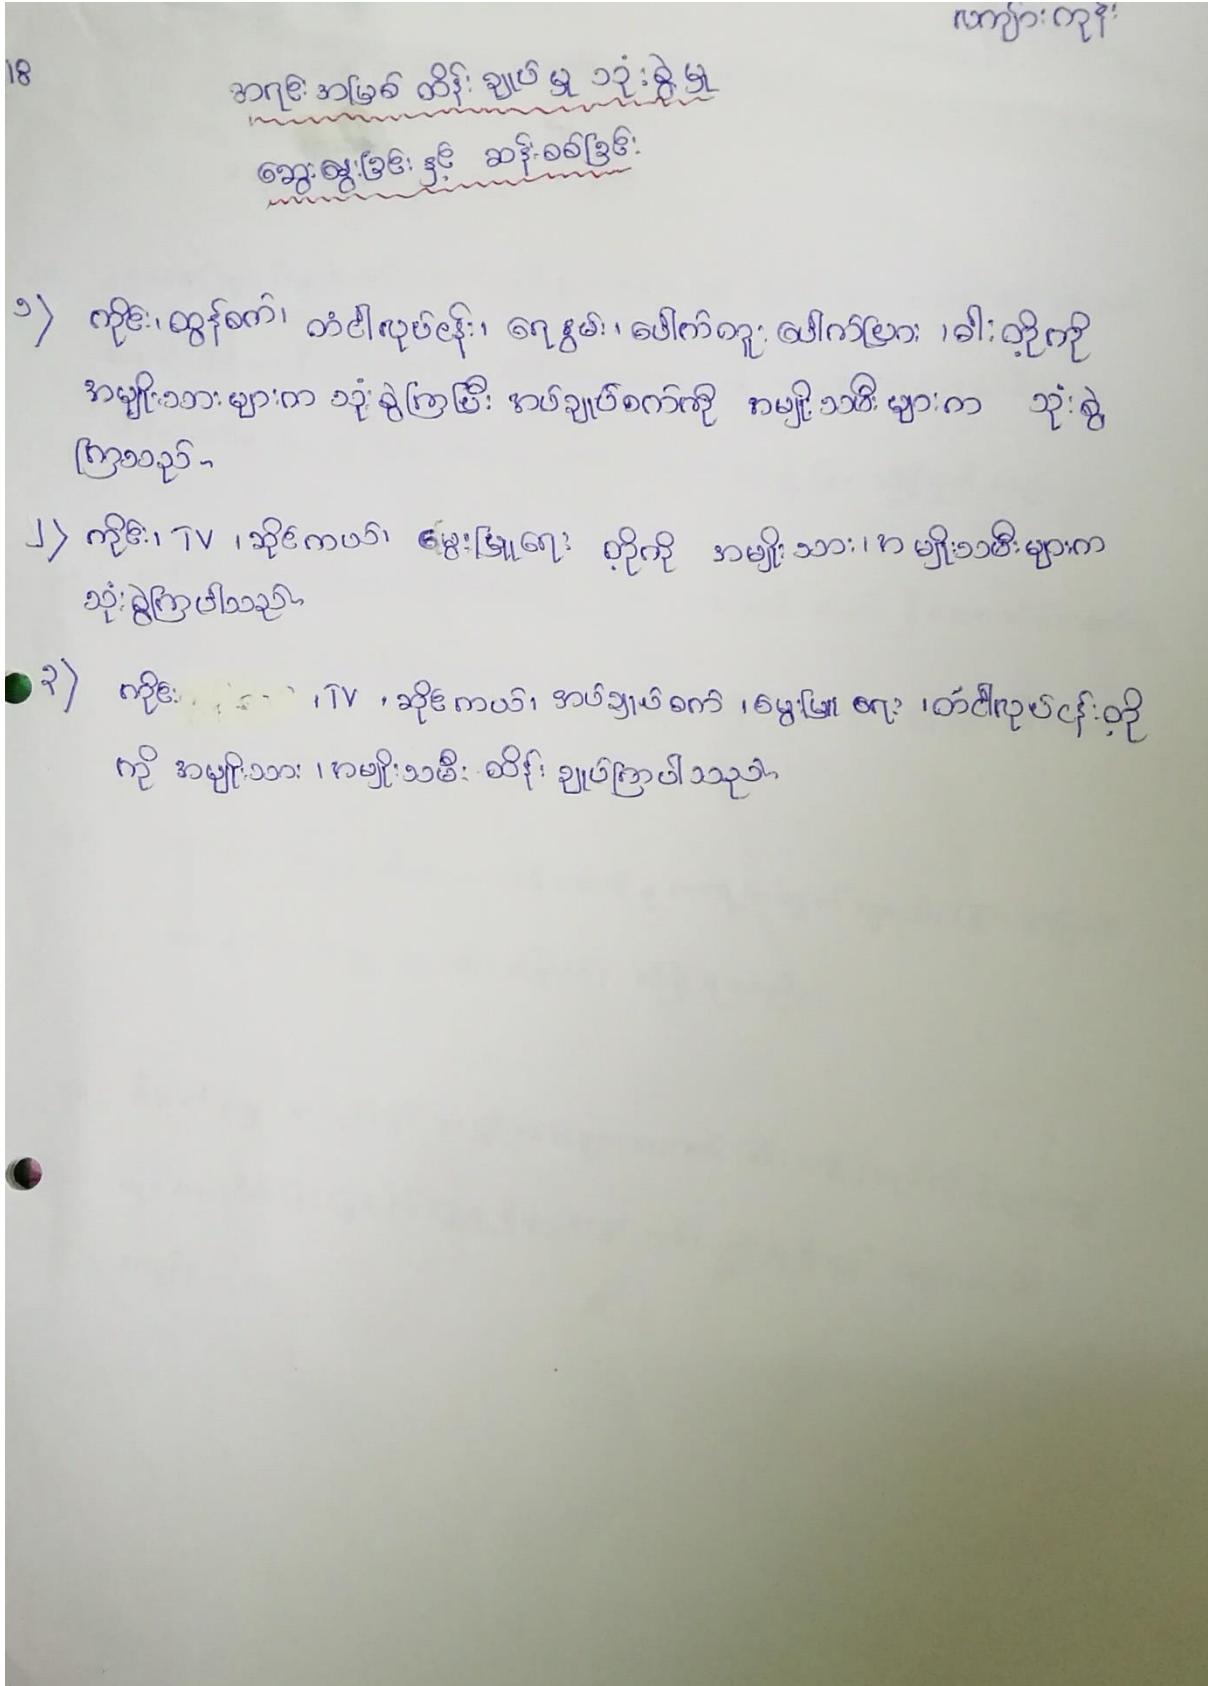 ကျားကုန်း
18
အရင်းအမြစ် ထိန်းချုပ်မှု သုံးစွဲမှု
ဆွေးနွေးခြင်းနှင့် ဆန်းစစ်ခြင်း
၁) ကိုင်း၊ ထွန်စက်၊ တံငါလုပ်ငန်း၊ ရေနွမ်း၊ ပေါက်တူး ပေါက်ပြား ၊ ဓါး တို့ကို
အမျိုးသားများက သုံးစွဲကြပြီး အပ်ချုပ်စက်ကို အမျိုးသမီးများက သုံးစွဲ
ကြသည်။
၂) ကိုင်း၊ TV ၊ ဆိုင်ကယ်၊ မွေးမြူရေး တို့ကို အမျိုးသား၊ အမျိုးသမီးများက
သုံးစွဲကြပါသည်။
၃) ကိုင်း ၊ TV ၊ ဆိုင်ကယ်၊ အပ်ချုပ်စက် ၊ မွေးမြူရေး ၊ တံငါလုပ်ငန်းတို့
ကို အမျိုးသား ၊ အမျိုးသမီး ထိန်းချုပ်ကြပါသည်။